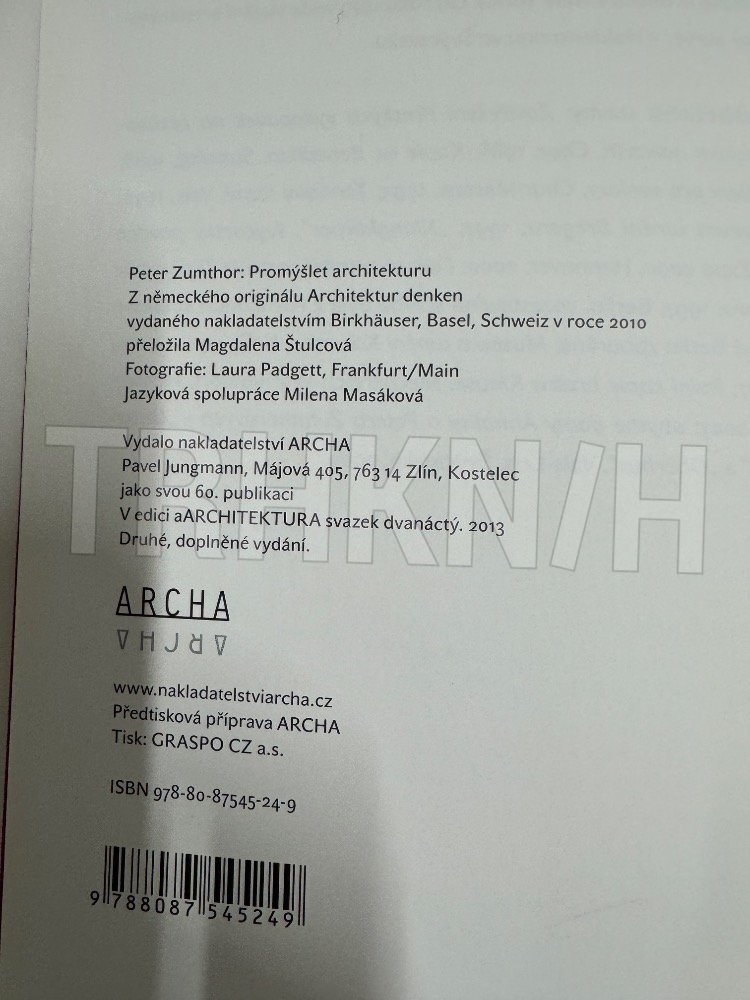 Peter Zumthor: Promýšlet architekturu
Z německého originálu Architektur denken
vydaného nakladatelstvím Birkhäuser, Basel, Schweiz v roce 2010
přeložila Magdalena Štulcová
Fotografie: Laura Padgett, Frankfurt/Main
Jazyková spolupráce Milena Masáková
Vydalo nakladatelství ARCHA
Pavel Jungmann, Májová 405, 763 14 Zlín, Kostelec
jako svou 60. publikaci
V edici aARCHITEKTURA svazek dvanáctý. 2013
Druhé, doplněné vydání.
TRHKN/H
ARCHA
ARCHA
www.nakladatelstviarcha.cz
Předtisková příprava ARCHA
Tisk: GRASPO CZ a.s.
ISBN 978-80-87545-24-9
9 788087 545249